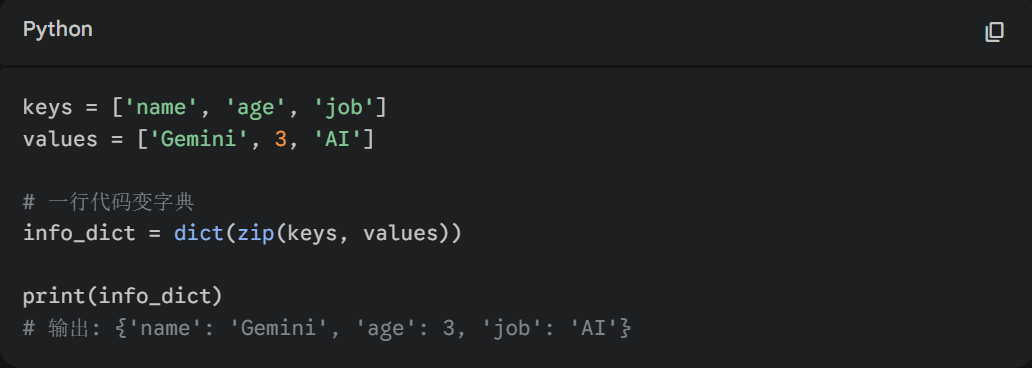 Python
keys = ['name', 'age', 'job']
values = ['Gemini', 3, 'AI']
# 一行代码变字典
info_dict = dict(zip(keys, values))
print(info_dict)
# 输出: {'name': 'Gemini', 'age': 3, 'job': 'AI'}